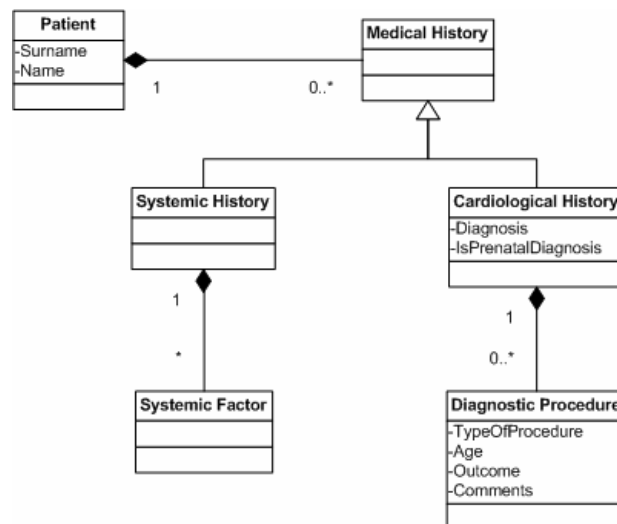 Patient
-Surname
-Name
Medical History
1
0..*
Systemic History
Cardiological History
-Diagnosis
-IsPrenatalDiagnosis
1
*
1
0..*
Systemic Factor
Diagnostic Procedure
-TypeOfProcedure
-Age
-Outcome
-Comments